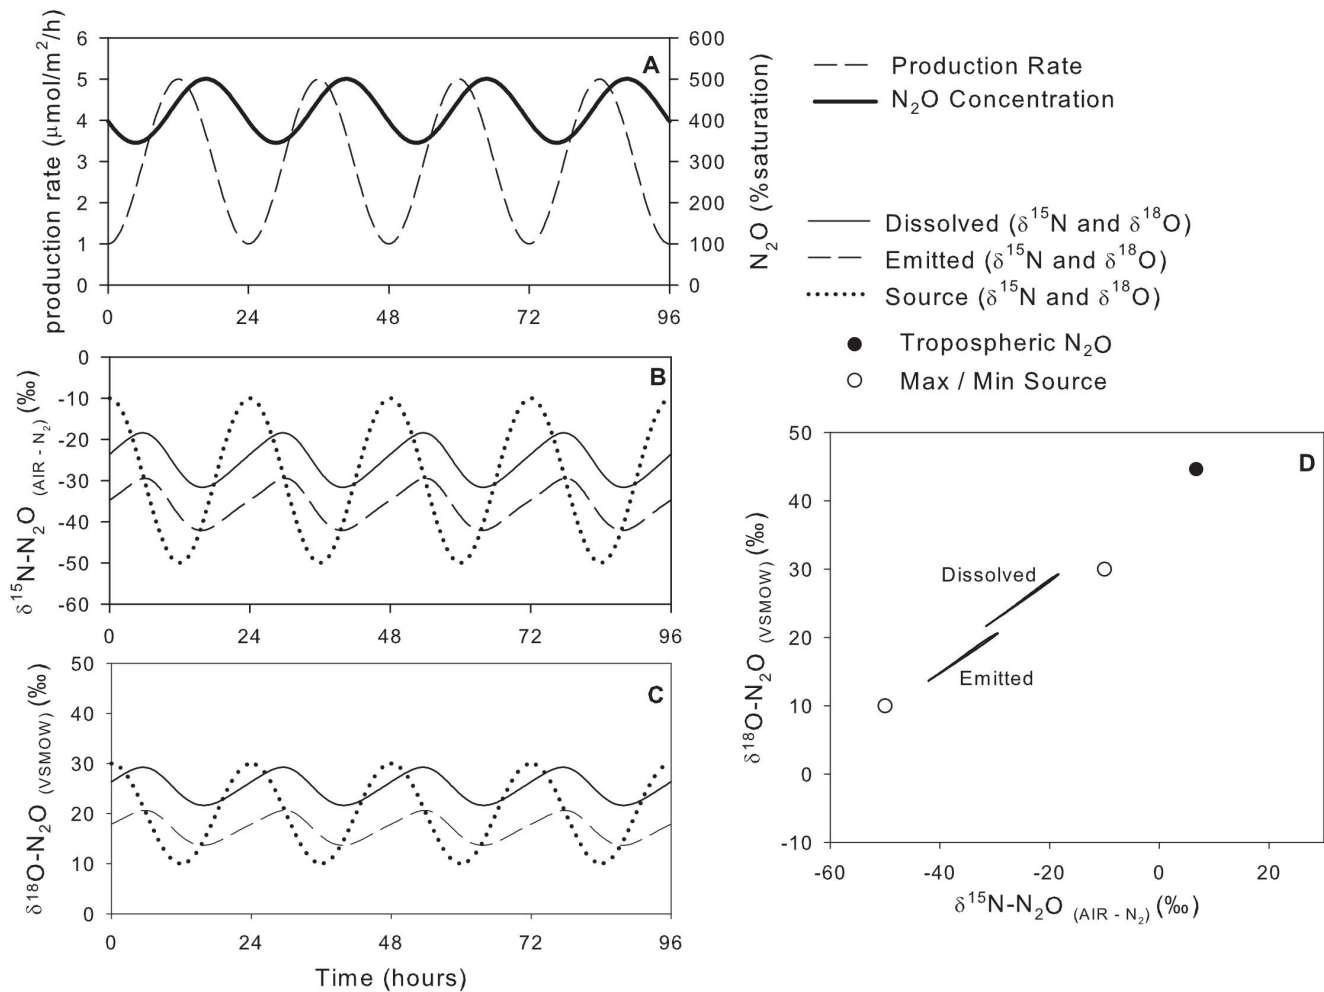 A
production rate (μmol/m²/h)
6
5
4
3
2
1
0
600
500
400
300
200
100
0
N₂O (%saturation)
0 24 48 72 96
Production Rate
N₂O Concentration
Dissolved (δ¹⁵N and δ¹⁸O)
Emitted (δ¹⁵N and δ¹⁸O)
Source (δ¹⁵N and δ¹⁸O)
Tropospheric N₂O
Max / Min Source
B
δ¹⁵N-N₂O (AIR - N₂) (‰)
0
-10
-20
-30
-40
-50
-60
0 24 48 72 96
C
δ¹⁸O-N₂O (VSMOW) (‰)
50
40
30
20
10
0
0 24 48 72 96
Time (hours)
D
δ¹⁸O-N₂O (VSMOW) (‰)
50
40
30
20
10
0
-10
Dissolved
Emitted
-60 -40 -20 0 20
δ¹⁵N-N₂O (AIR - N₂) (‰)